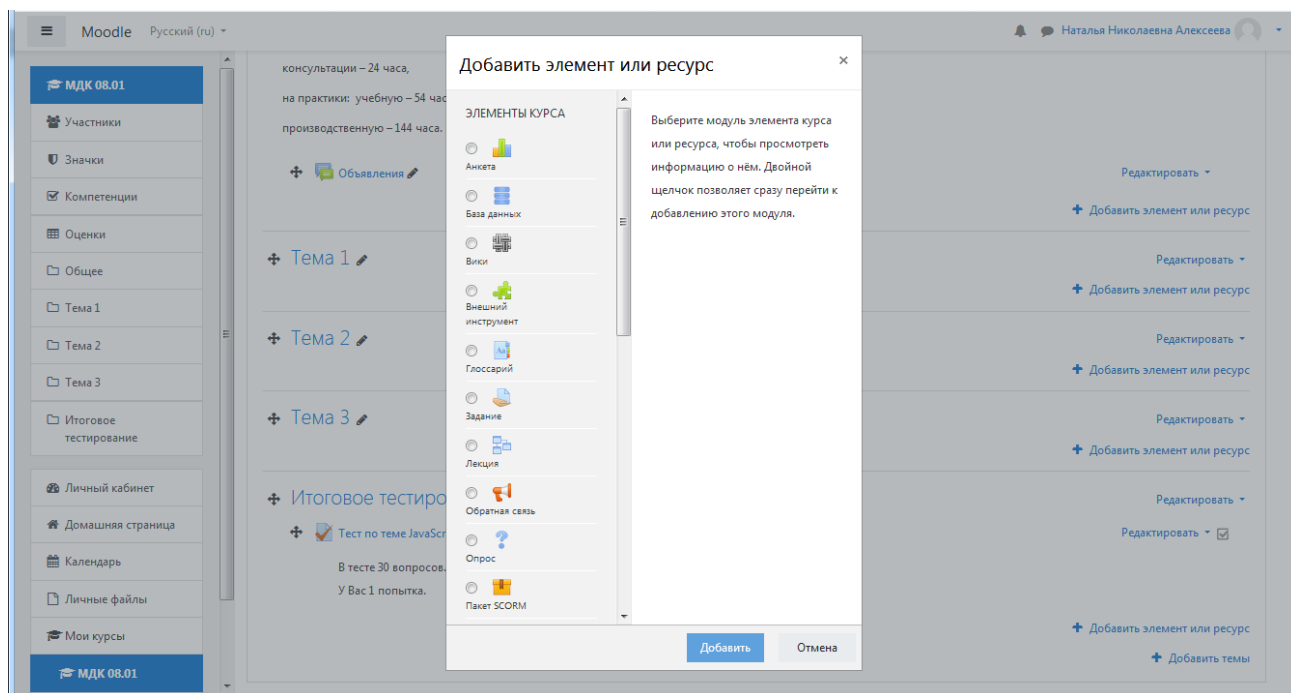 Moodle Русский (ru)
Наталья Николаевна Алексеева
МДК 08.01
Участники
Значки
Компетенции
Оценки
Общее
Тема 1
Тема 2
Тема 3
Итоговое
тестирование
Личный кабинет
Домашняя страница
Календарь
Личные файлы
Мои курсы
МДК 08.01
консультации – 24 часа,
на практики: учебную – 54 час
производственную – 144 часа.
Объявления
Редактировать
Добавить элемент или ресурс
Тема 1
Редактировать
Добавить элемент или ресурс
Тема 2
Редактировать
Добавить элемент или ресурс
Тема 3
Редактировать
Добавить элемент или ресурс
Итоговое тестиро
Редактировать
Тест по теме JavaScr
Редактировать
В тесте 30 вопросов.
У Вас 1 попытка.
Добавить элемент или ресурс
Добавить темы
Добавить элемент или ресурс
×
ЭЛЕМЕНТЫ КУРСА
Анкета
База данных
Вики
Внешний
инструмент
Глоссарий
Задание
Лекция
Обратная связь
Опрос
Пакет SCORM
Выберите модуль элемента курса
или ресурса, чтобы просмотреть
информацию о нём. Двойной
щелчок позволяет сразу перейти к
добавлению этого модуля.
Добавить
Отмена